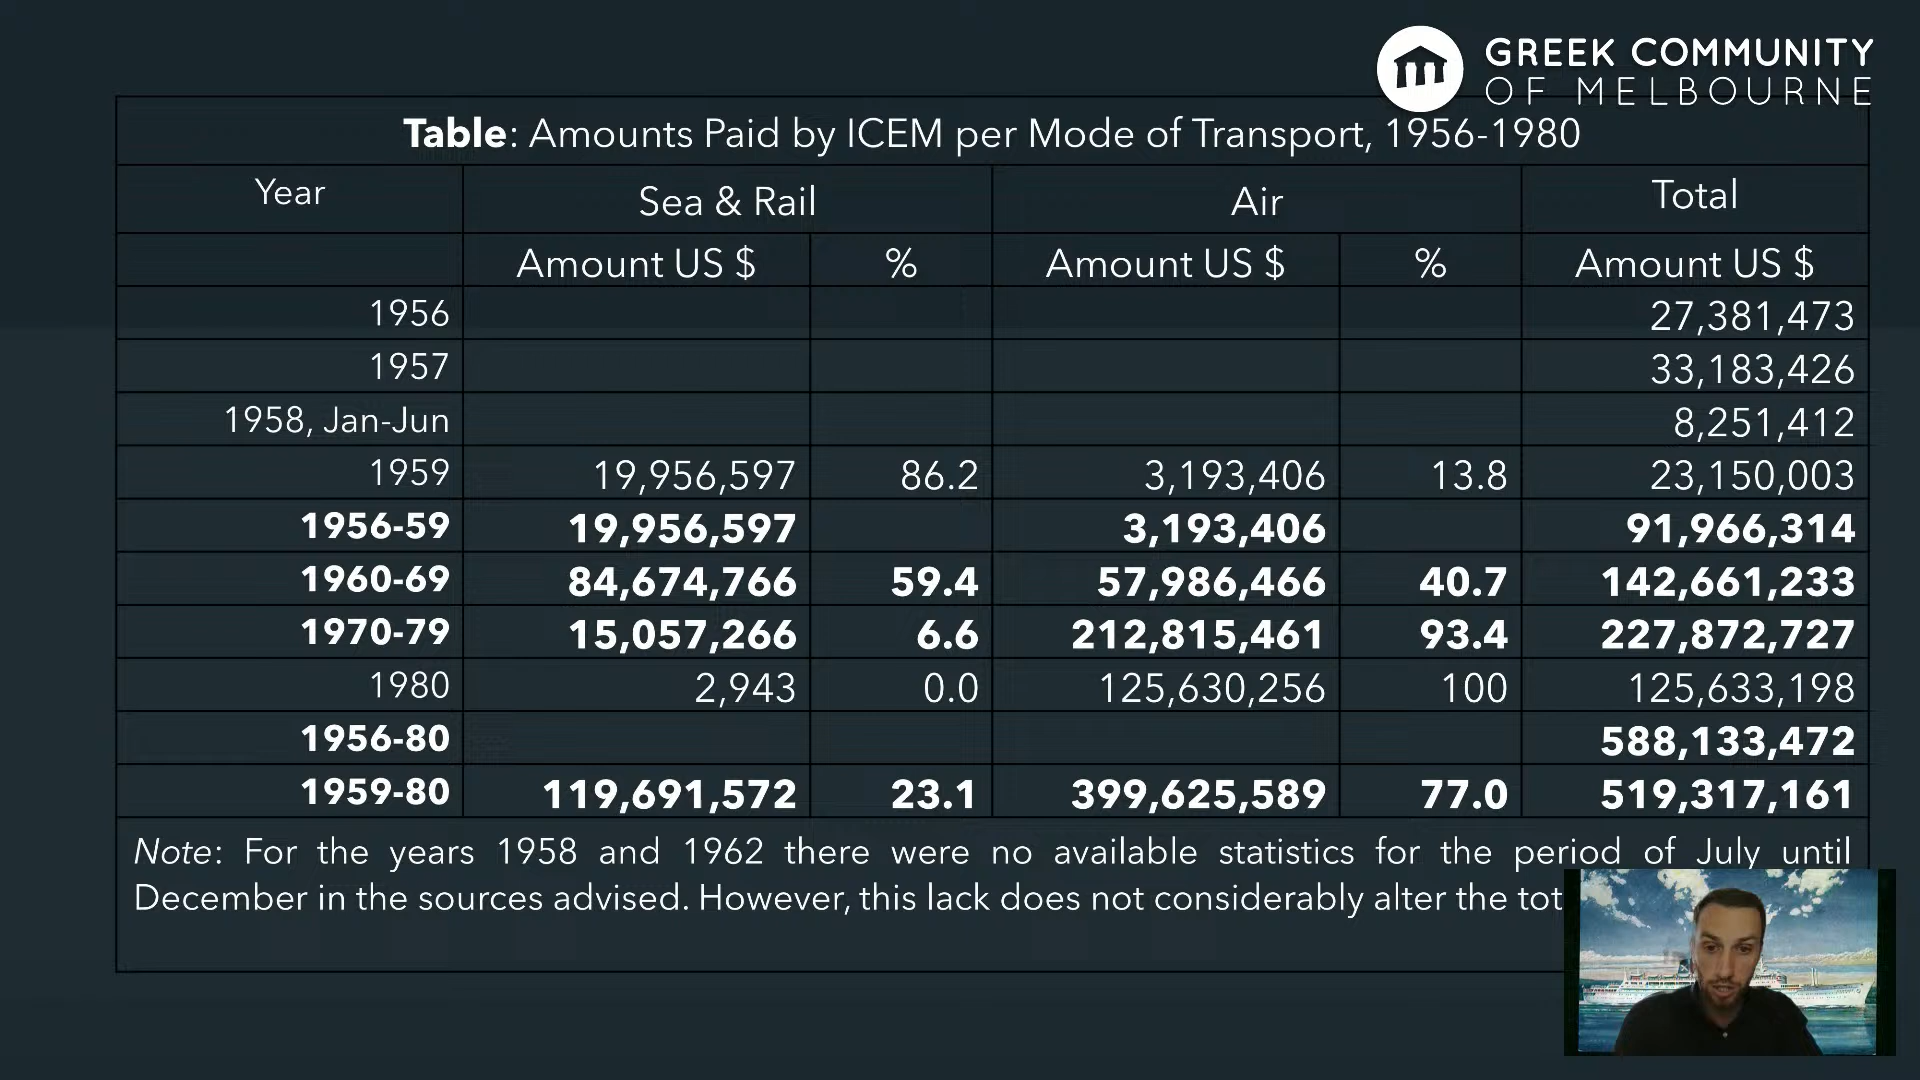 GREEK COMMUNITY
OF MELBOURNE
Table: Amounts Paid by ICEM per Mode of Transport, 1956-1980
Year Sea & Rail Air Total
Amount US $ % Amount US $ % Amount US $
1956 27,381,473
1957 33,183,426
1958, Jan-Jun 8,251,412
1959 19,956,597 86.2 3,193,406 13.8 23,150,003
1956-59 19,956,597 3,193,406 91,966,314
1960-69 84,674,766 59.4 57,986,466 40.7 142,661,233
1970-79 15,057,266 6.6 212,815,461 93.4 227,872,727
1980 2,943 0.0 125,630,256 100 125,633,198
1956-80 588,133,472
1959-80 119,691,572 23.1 399,625,589 77.0 519,317,161
Note: For the years 1958 and 1962 there were no available statistics for the period of July until
December in the sources advised. However, this lack does not considerably alter the